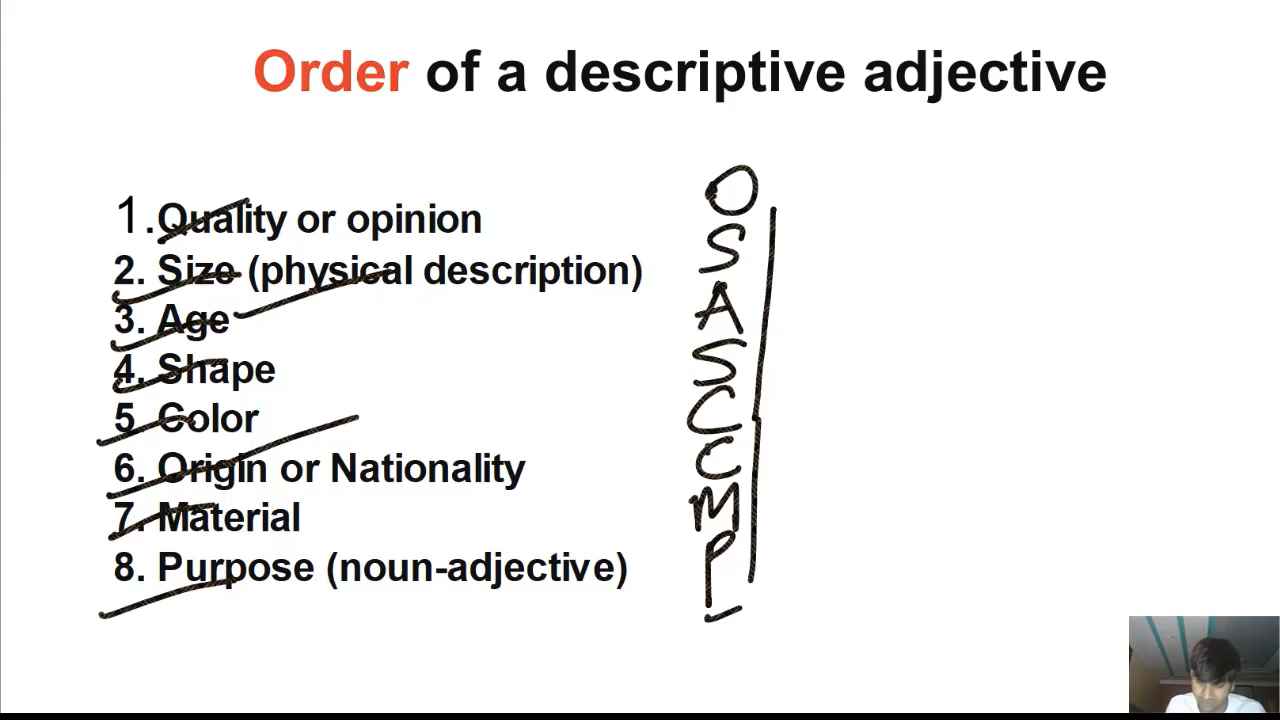 Order of a descriptive adjective
1.Quality or opinion
2. Size (physical description)
3. Age
4. Shape
5. Color
6. Origin or Nationality
7. Material
8. Purpose (noun-adjective)
O
S
A
S
C
C
M
P